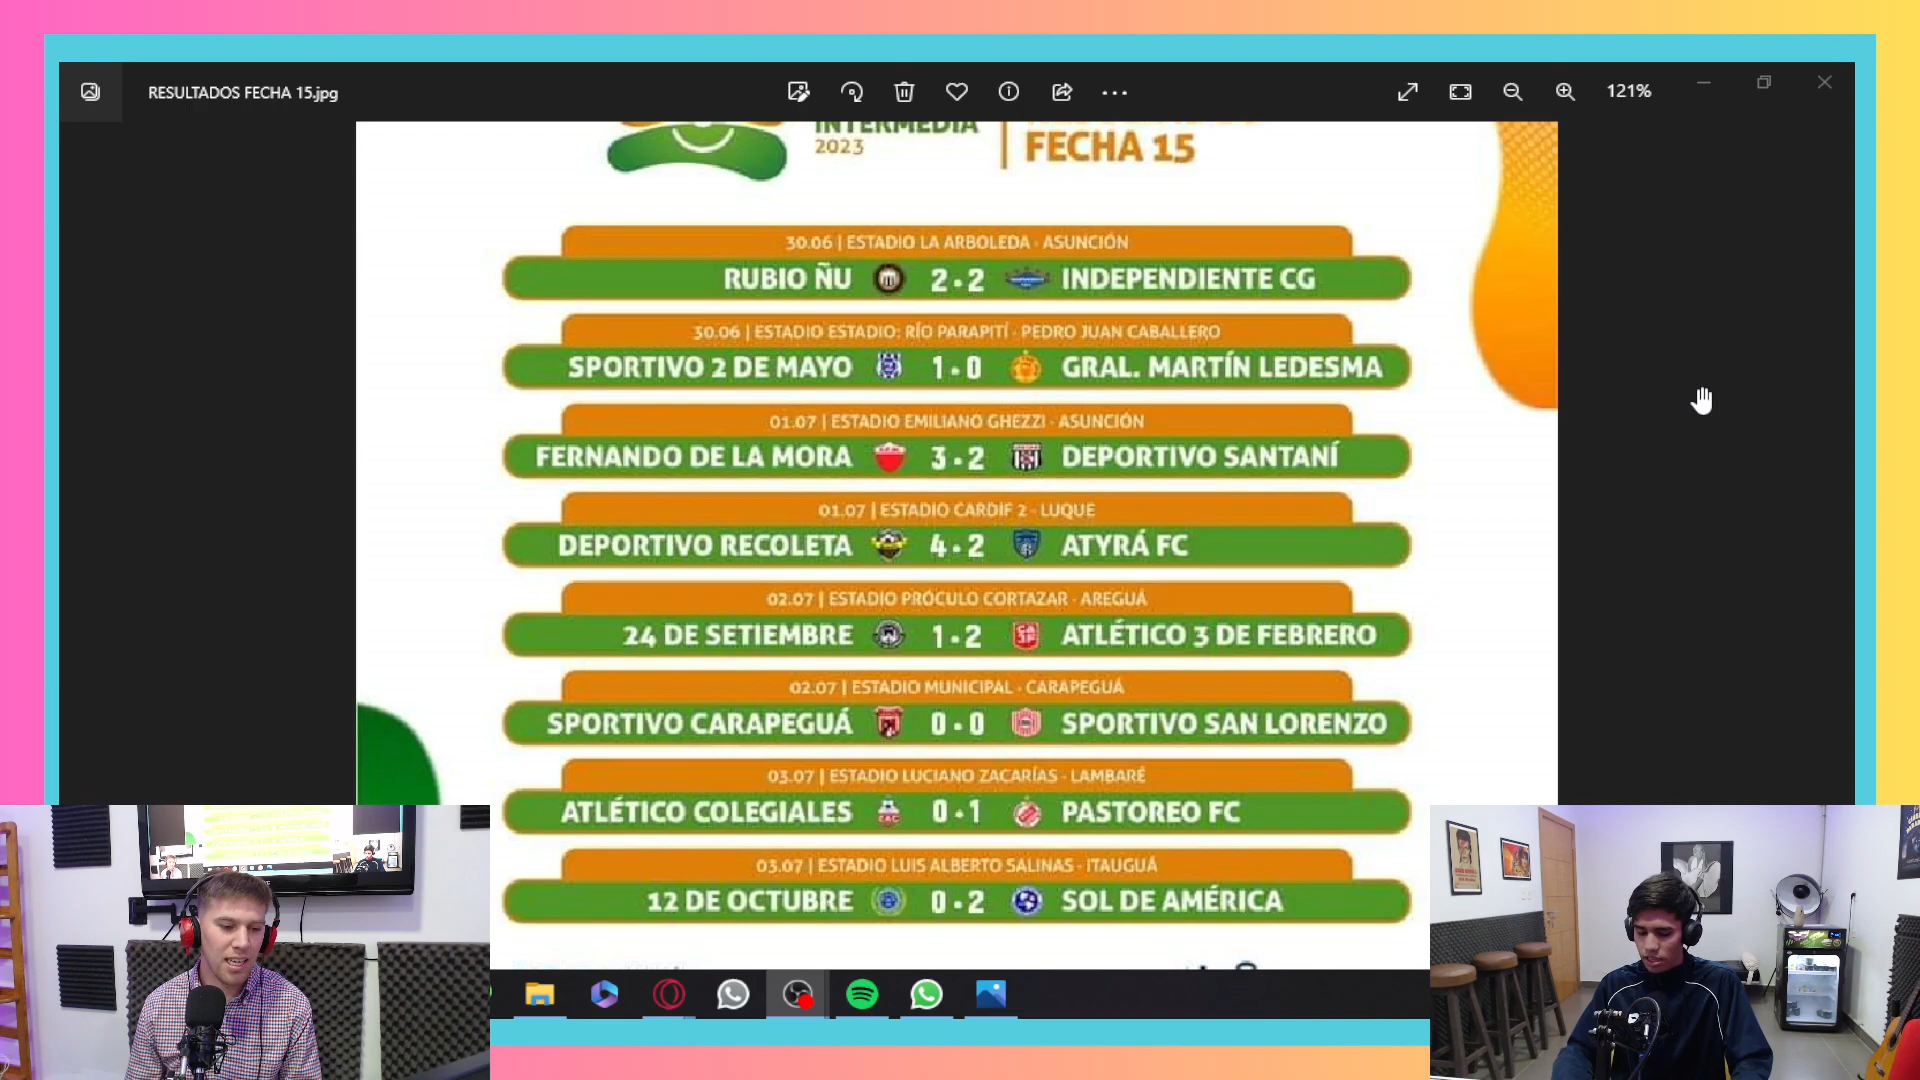 RESULTADOS FECHA 15.jpg
121%
INTERMEDIA
2023
FECHA 15
30.06 | ESTADIO LA ARBOLEDA - ASUNCIÓN
RUBIO ÑU 2 - 2 INDEPENDIENTE CG
30.06 | ESTADIO ESTADIO: RÍO PARAPITÍ - PEDRO JUAN CABALLERO
SPORTIVO 2 DE MAYO 1 - 0 GRAL. MARTÍN LEDESMA
01.07 | ESTADIO EMILIANO GHEZZI - ASUNCIÓN
FERNANDO DE LA MORA 3 - 2 DEPORTIVO SANTANÍ
01.07 | ESTADIO CARDIF 2 - LUQUE
DEPORTIVO RECOLETA 4 - 2 ATYRÁ FC
02.07 | ESTADIO PRÓCULO CORTAZAR - AREGUÁ
24 DE SETIEMBRE 1 - 2 ATLÉTICO 3 DE FEBRERO
02.07 | ESTADIO MUNICIPAL - CARAPEGUÁ
SPORTIVO CARAPEGUÁ 0 - 0 SPORTIVO SAN LORENZO
03.07 | ESTADIO LUCIANO ZACARÍAS - LAMBARÉ
ATLÉTICO COLEGIALES 0 - 1 PASTOREO FC
03.07 | ESTADIO LUIS ALBERTO SALINAS - ITAUGUÁ
12 DE OCTUBRE 0 - 2 SOL DE AMÉRICA